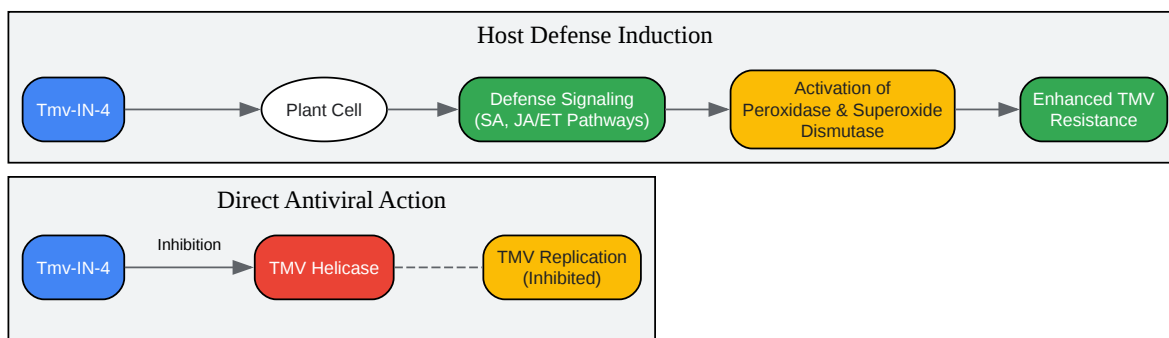 Host Defense Induction
Tmv-IN-4
Plant Cell
Defense Signaling
(SA, JA/ET Pathways)
Activation of
Peroxidase & Superoxide
Dismutase
Enhanced TMV
Resistance
Direct Antiviral Action
Tmv-IN-4
Inhibition
TMV Helicase
TMV Replication
(Inhibited)